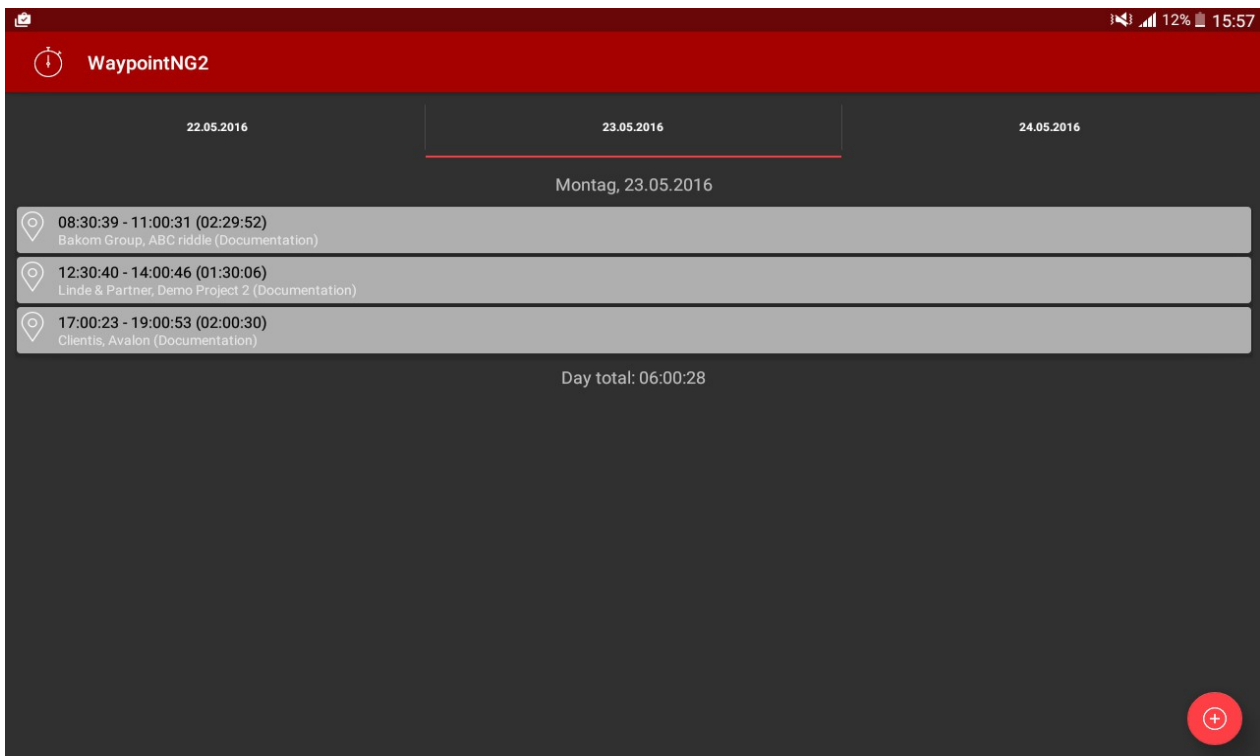 12% 15:57
WaypointNG2
22.05.2016 23.05.2016 24.05.2016
Montag, 23.05.2016
08:30:39 - 11:00:31 (02:29:52)
Bakom Group, ABC riddle (Documentation)
12:30:40 - 14:00:46 (01:30:06)
Linde & Partner, Demo Project 2 (Documentation)
17:00:23 - 19:00:53 (02:00:30)
Clientis, Avalon (Documentation)
Day total: 06:00:28